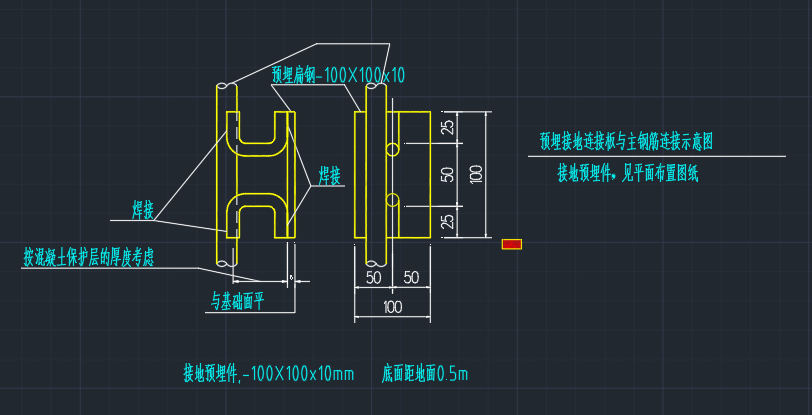 预埋扁钢-100X100x10
预埋接地连接板与主钢筋连接示意图
接地预埋件，见平面布置图纸
焊接
焊接
25
50
25
100
按混凝土保护层的厚度考虑
与基础面平
50
50
100
接地预埋件,-100X100x10mm
底面距地面0.5m